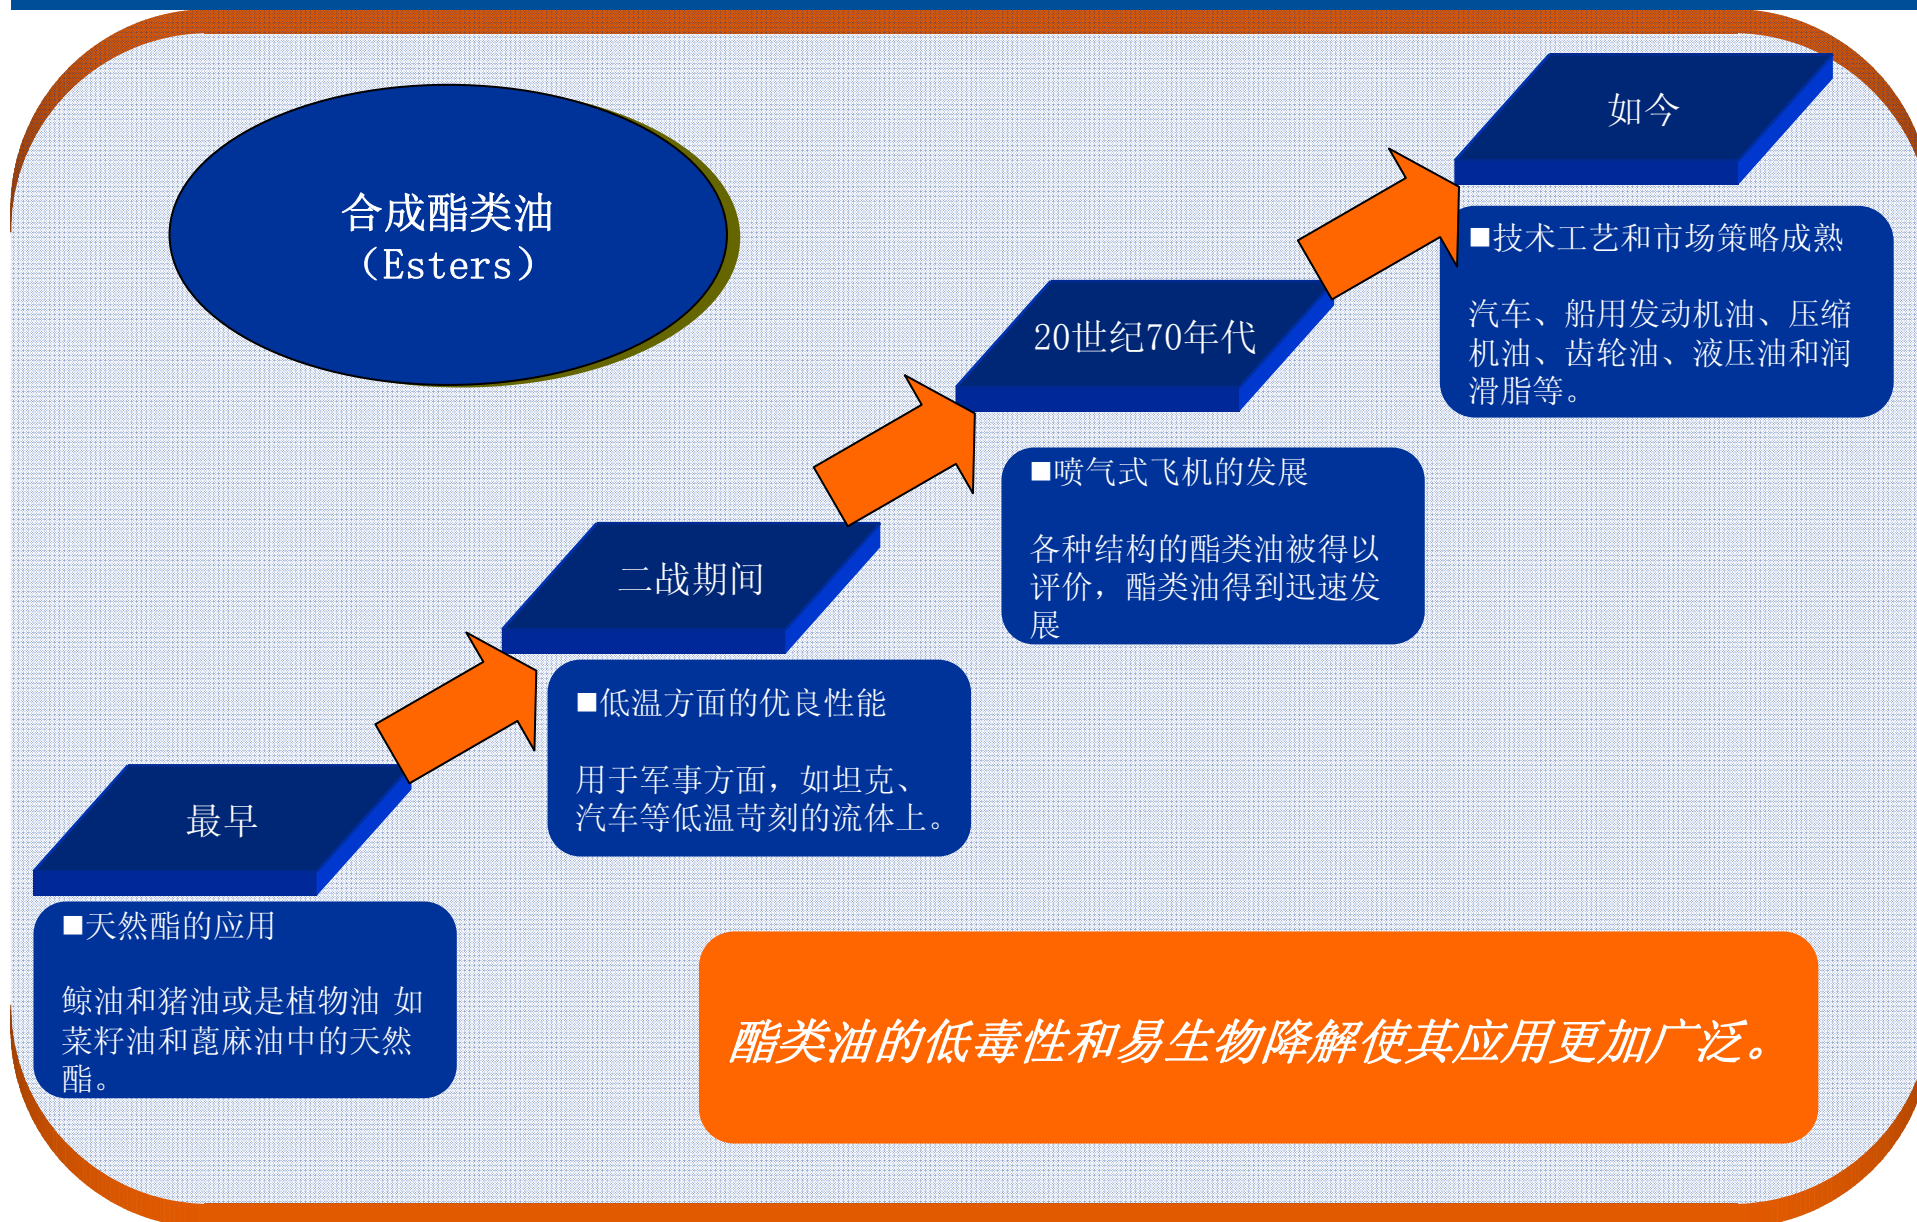 合成酯类油
（Esters）
如今
■技术工艺和市场策略成熟
汽车、船用发动机油、压缩
机油、齿轮油、液压油和润
滑脂等。
20世纪70年代
■喷气式飞机的发展
各种结构的酯类油被得以
评价，酯类油得到迅速发
展
二战期间
■低温方面的优良性能
用于军事方面，如坦克、
汽车等低温苛刻的流体上。
最早
■天然酯的应用
鲸油和猪油或是植物油 如
菜籽油和蓖麻油中的天然
酯。
酯类油的低毒性和易生物降解使其应用更加广泛。